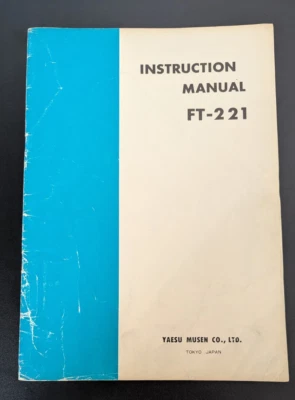 INSTRUCTION
MANUAL
FT-221
YAESU MUSEN CO., LTD.
TOKYO JAPAN